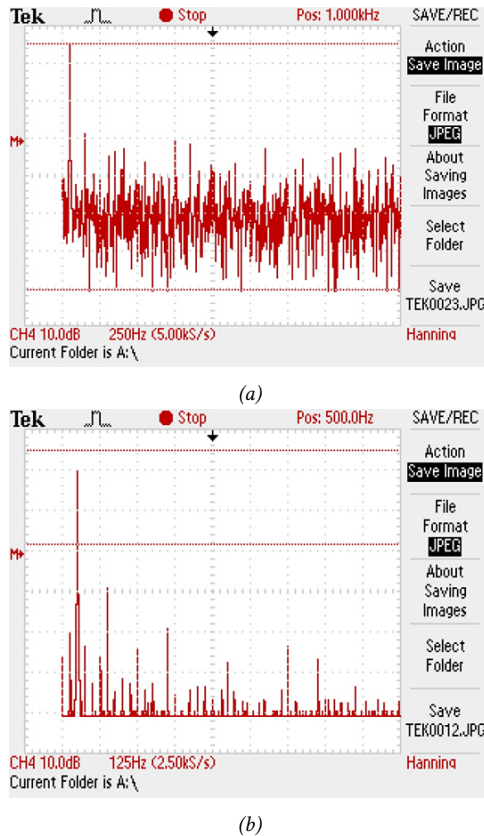 Tek Stop Pos: 1.000kHz SAVE/REC
Action
Save Image
File
Format
JPEG
About
Saving
Images
Select
Folder
Save
TEK0023.JPG
M
CH4 10.0dB 250Hz (5.00kS/s) Hanning
Current Folder is A:\
(a)
Tek Stop Pos: 500.0Hz SAVE/REC
Action
Save Image
File
Format
JPEG
About
Saving
Images
Select
Folder
Save
TEK0012.JPG
M
CH4 10.0dB 125Hz (2.50kS/s) Hanning
Current Folder is A:\
(b)